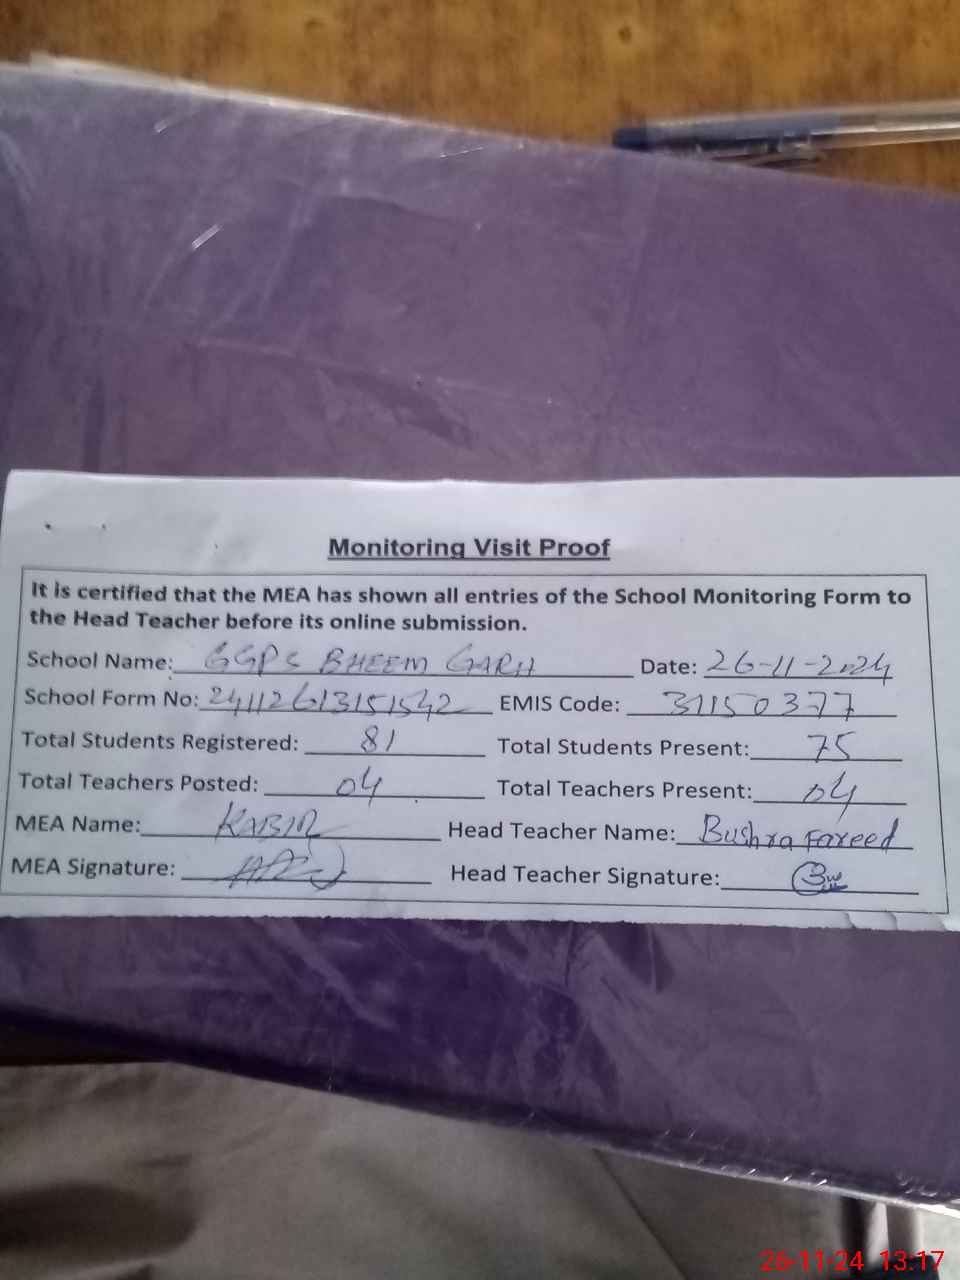 Monitoring Visit Proof
It is certified that the MEA has shown all entries of the School Monitoring Form to
the Head Teacher before its online submission.
School Name: GGPS BHEEM GARH Date: 26-11-2024
School Form No: 24112613151542 EMIS Code: 31150377
Total Students Registered: 81 Total Students Present: 75
Total Teachers Posted: 04 Total Teachers Present: 04
MEA Name: KABIR Head Teacher Name: Bushra Fareed
MEA Signature: Head Teacher Signature:
26-11-24 13:17